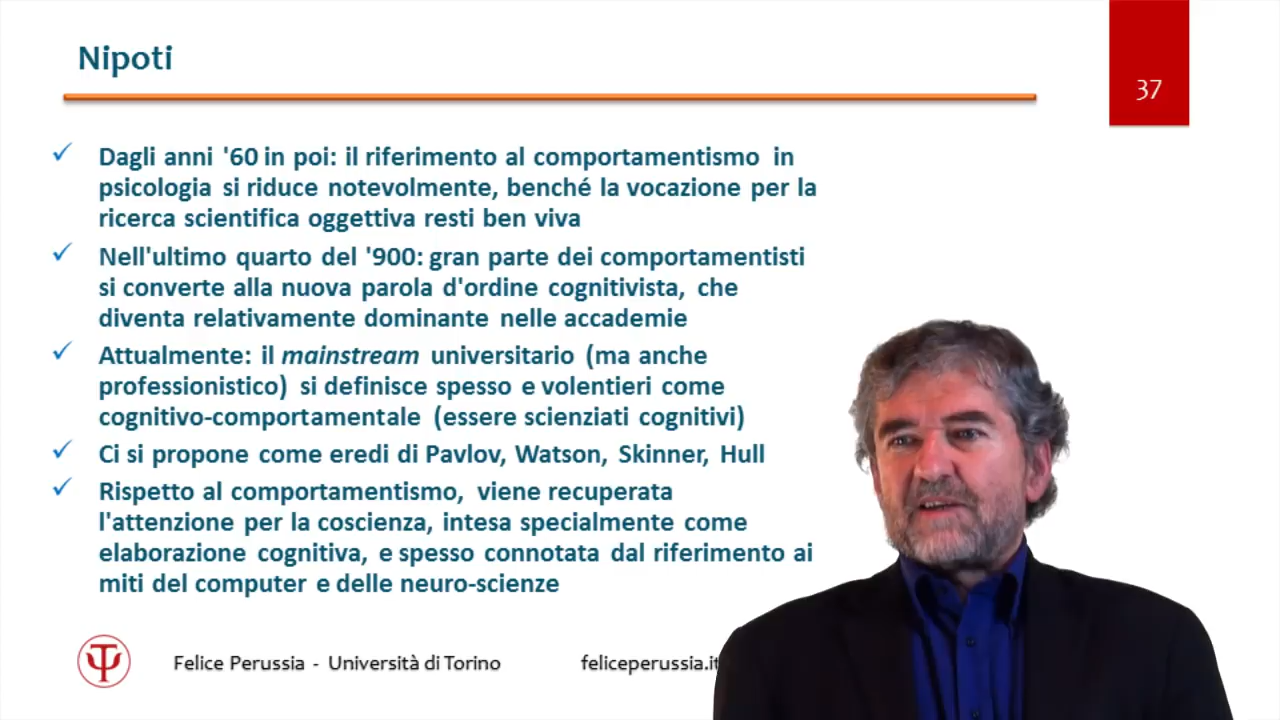 Nipoti
37
Dagli anni '60 in poi: il riferimento al comportamentismo in
psicologia si riduce notevolmente, benché la vocazione per la
ricerca scientifica oggettiva resti ben viva
Nell'ultimo quarto del '900: gran parte dei comportamentisti
si converte alla nuova parola d'ordine cognitivista, che
diventa relativamente dominante nelle accademie
Attualmente: il mainstream universitario (ma anche
professionistico) si definisce spesso e volentieri come
cognitivo-comportamentale (essere scienziati cognitivi)
Ci si propone come eredi di Pavlov, Watson, Skinner, Hull
Rispetto al comportamentismo, viene recuperata
l'attenzione per la coscienza, intesa specialmente come
elaborazione cognitiva, e spesso connotata dal riferimento ai
miti del computer e delle neuro-scienze
Felice Perussia - Università di Torino
feliceperussia.it